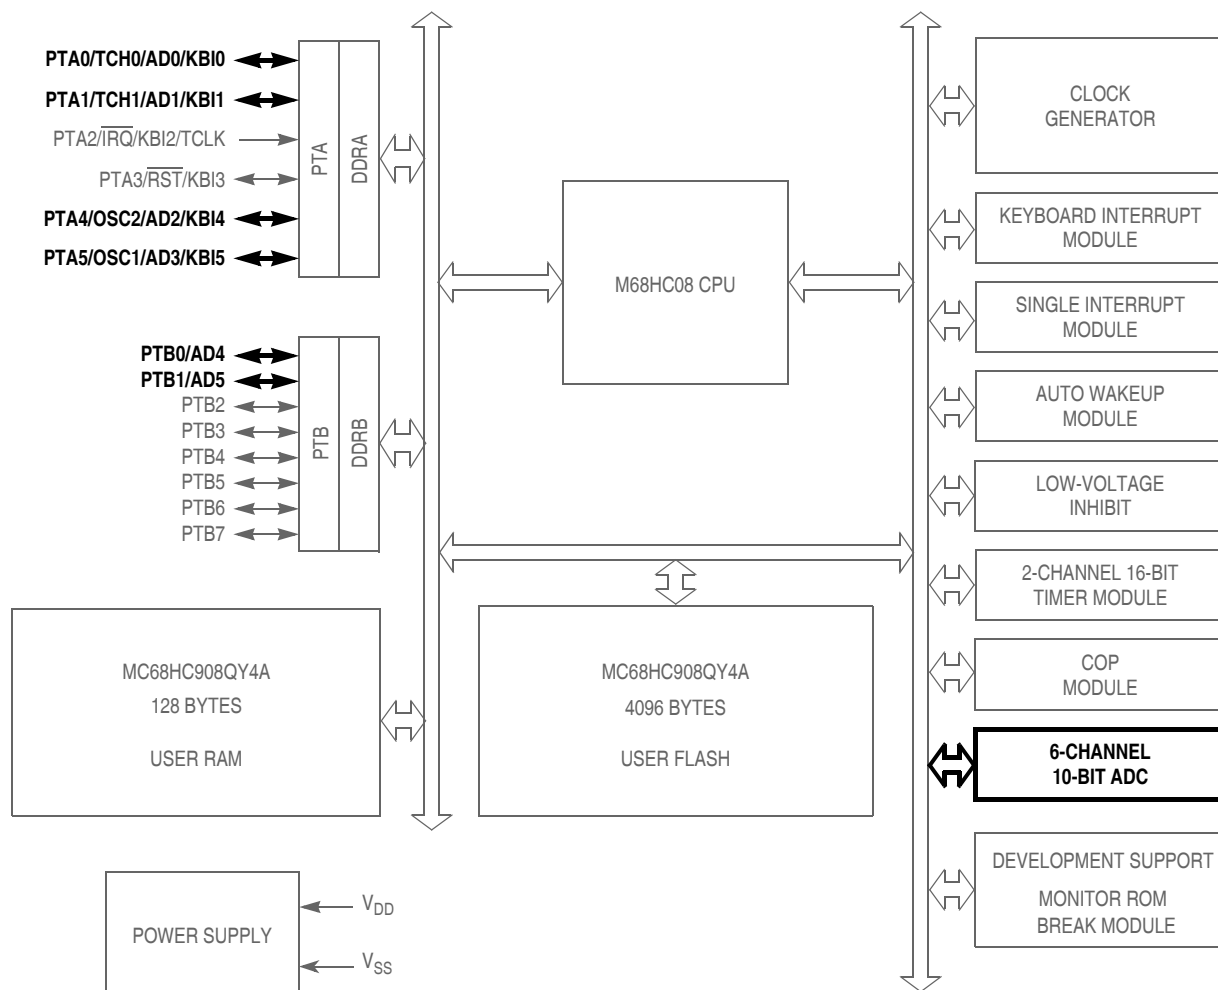 PTA0/TCH0/AD0/KBI0
PTA1/TCH1/AD1/KBI1
PTA2/IRQ/KBI2/TCLK
PTA3/RST/KBI3
PTA4/OSC2/AD2/KBI4
PTA5/OSC1/AD3/KBI5
PTA
DDRA
PTB0/AD4
PTB1/AD5
PTB2
PTB3
PTB4
PTB5
PTB6
PTB7
PTB
DDRB
M68HC08 CPU
MC68HC908QY4A
128 BYTES
USER RAM
MC68HC908QY4A
4096 BYTES
USER FLASH
POWER SUPPLY
VDD
VSS
CLOCK
GENERATOR
KEYBOARD INTERRUPT
MODULE
SINGLE INTERRUPT
MODULE
AUTO WAKEUP
MODULE
LOW-VOLTAGE
INHIBIT
2-CHANNEL 16-BIT
TIMER MODULE
COP
MODULE
6-CHANNEL
10-BIT ADC
DEVELOPMENT SUPPORT
MONITOR ROM
BREAK MODULE